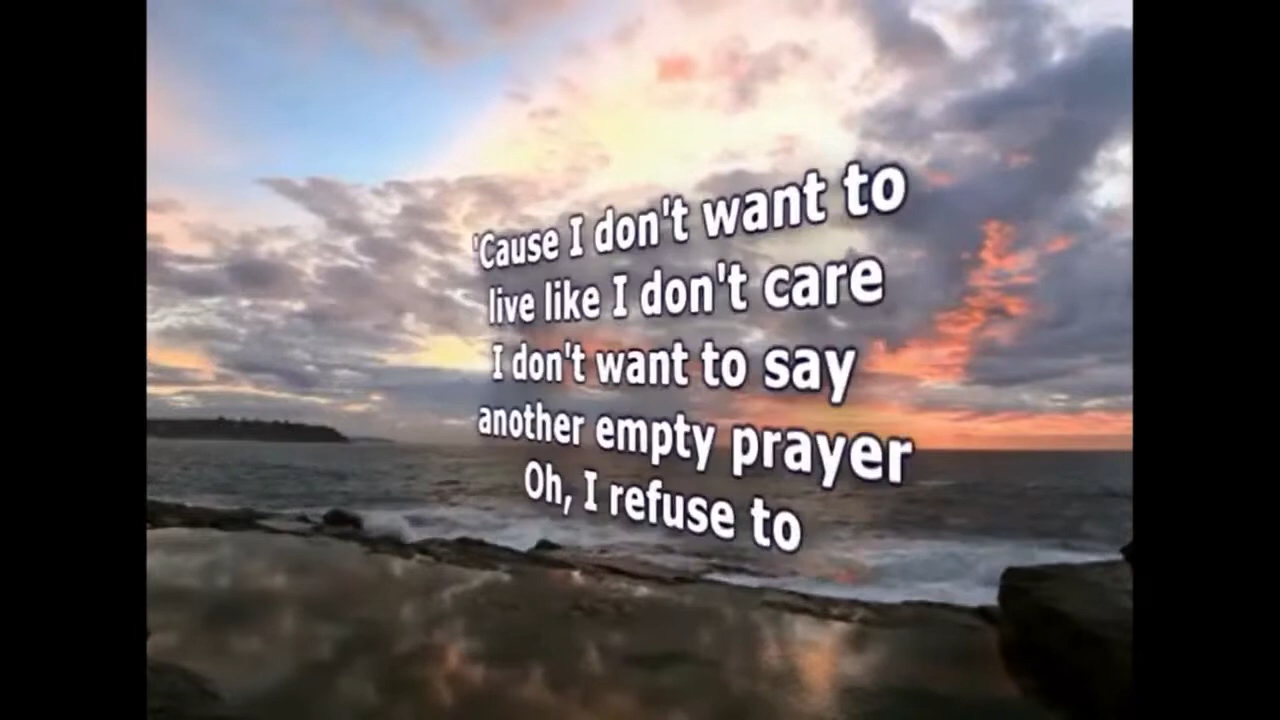 'Cause I don't want to
live like I don't care
I don't want to say
another empty prayer
Oh, I refuse to